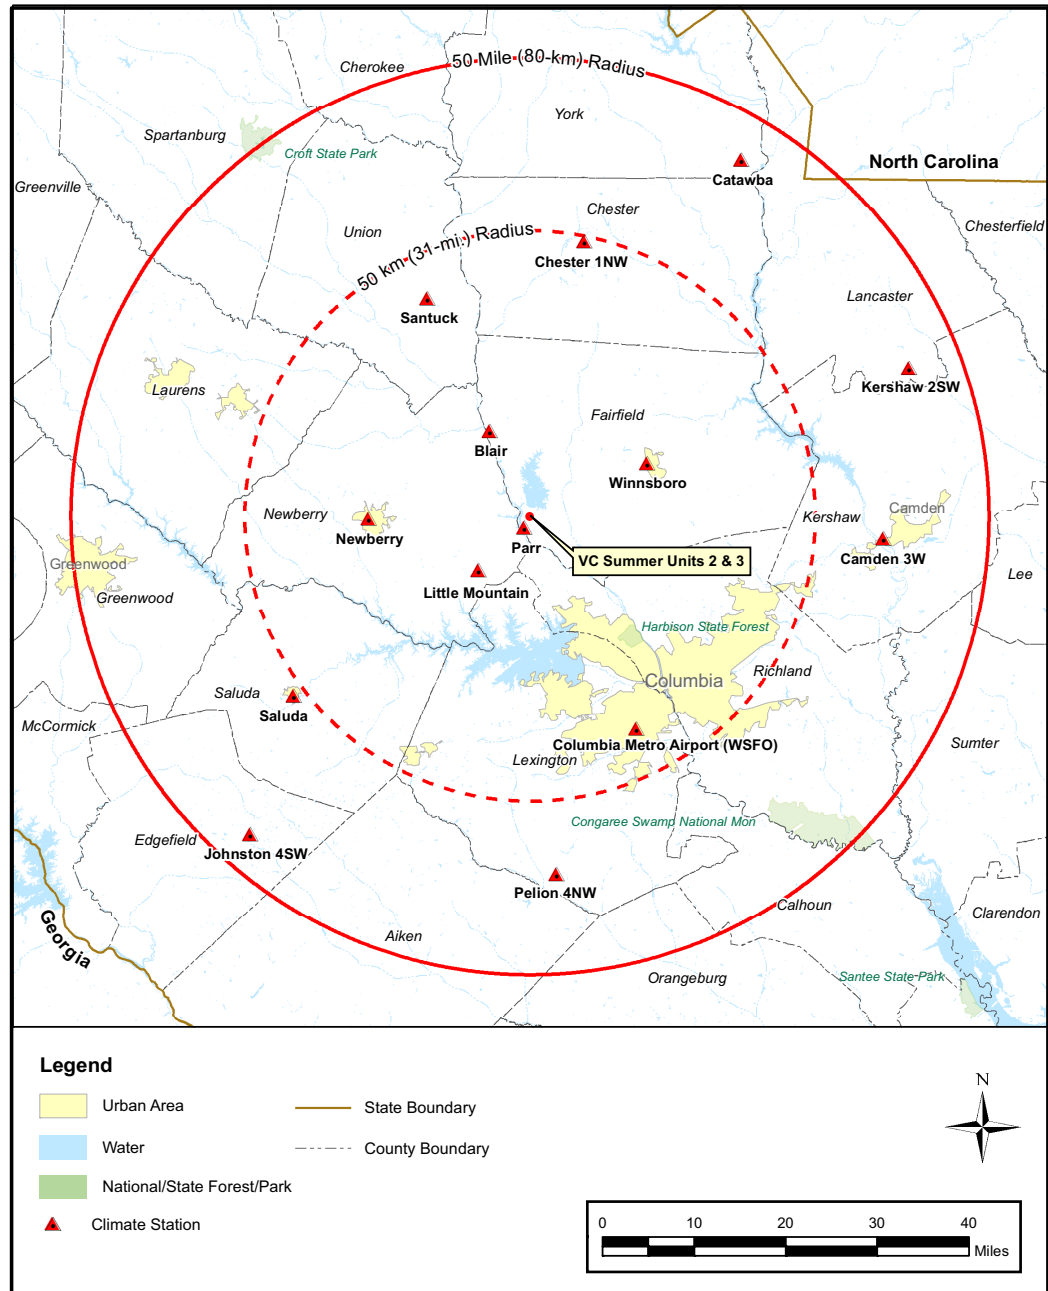 50 Mile (80-km) Radius
Cherokee
York
Spartanburg
Croft State Park
North Carolina
Catawba
Greenville
Chester
Chesterfield
Union
50 km (31-mi.) Radius
Chester 1NW
Lancaster
Santuck
Laurens
Kershaw 2SW
Fairfield
Blair
Winnsboro
Newberry
Newberry
Kershaw
Camden
Parr
VC Summer Units 2 & 3
Camden 3W
Greenwood
Lee
Little Mountain
Greenwood
Harbison State Forest
Richland
Columbia
Saluda
Saluda
McCormick
Columbia Metro Airport (WSFO)
Sumter
Lexington
Congaree Swamp National Mon
Edgefield
Johnston 4SW
Pelion 4NW
Calhoun
Clarendon
Georgia
Aiken
Orangeburg
Santee State Park
Legend
Urban Area
State Boundary
Water
County Boundary
National/State Forest/Park
Climate Station
N
0 10 20 30 40
Miles